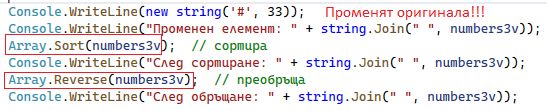 Console.WriteLine(new string('#', 33)); Променят оригинала!!!
Console.WriteLine("Променен елемент: " + string.Join(" ", numbers3v));
Array.Sort(numbers3v);  // сортира
Console.WriteLine("След сортиране: " + string.Join(" ", numbers3v));
Array.Reverse(numbers3v);  // преобръща
Console.WriteLine("След обръщане: " + string.Join(" ", numbers3v));